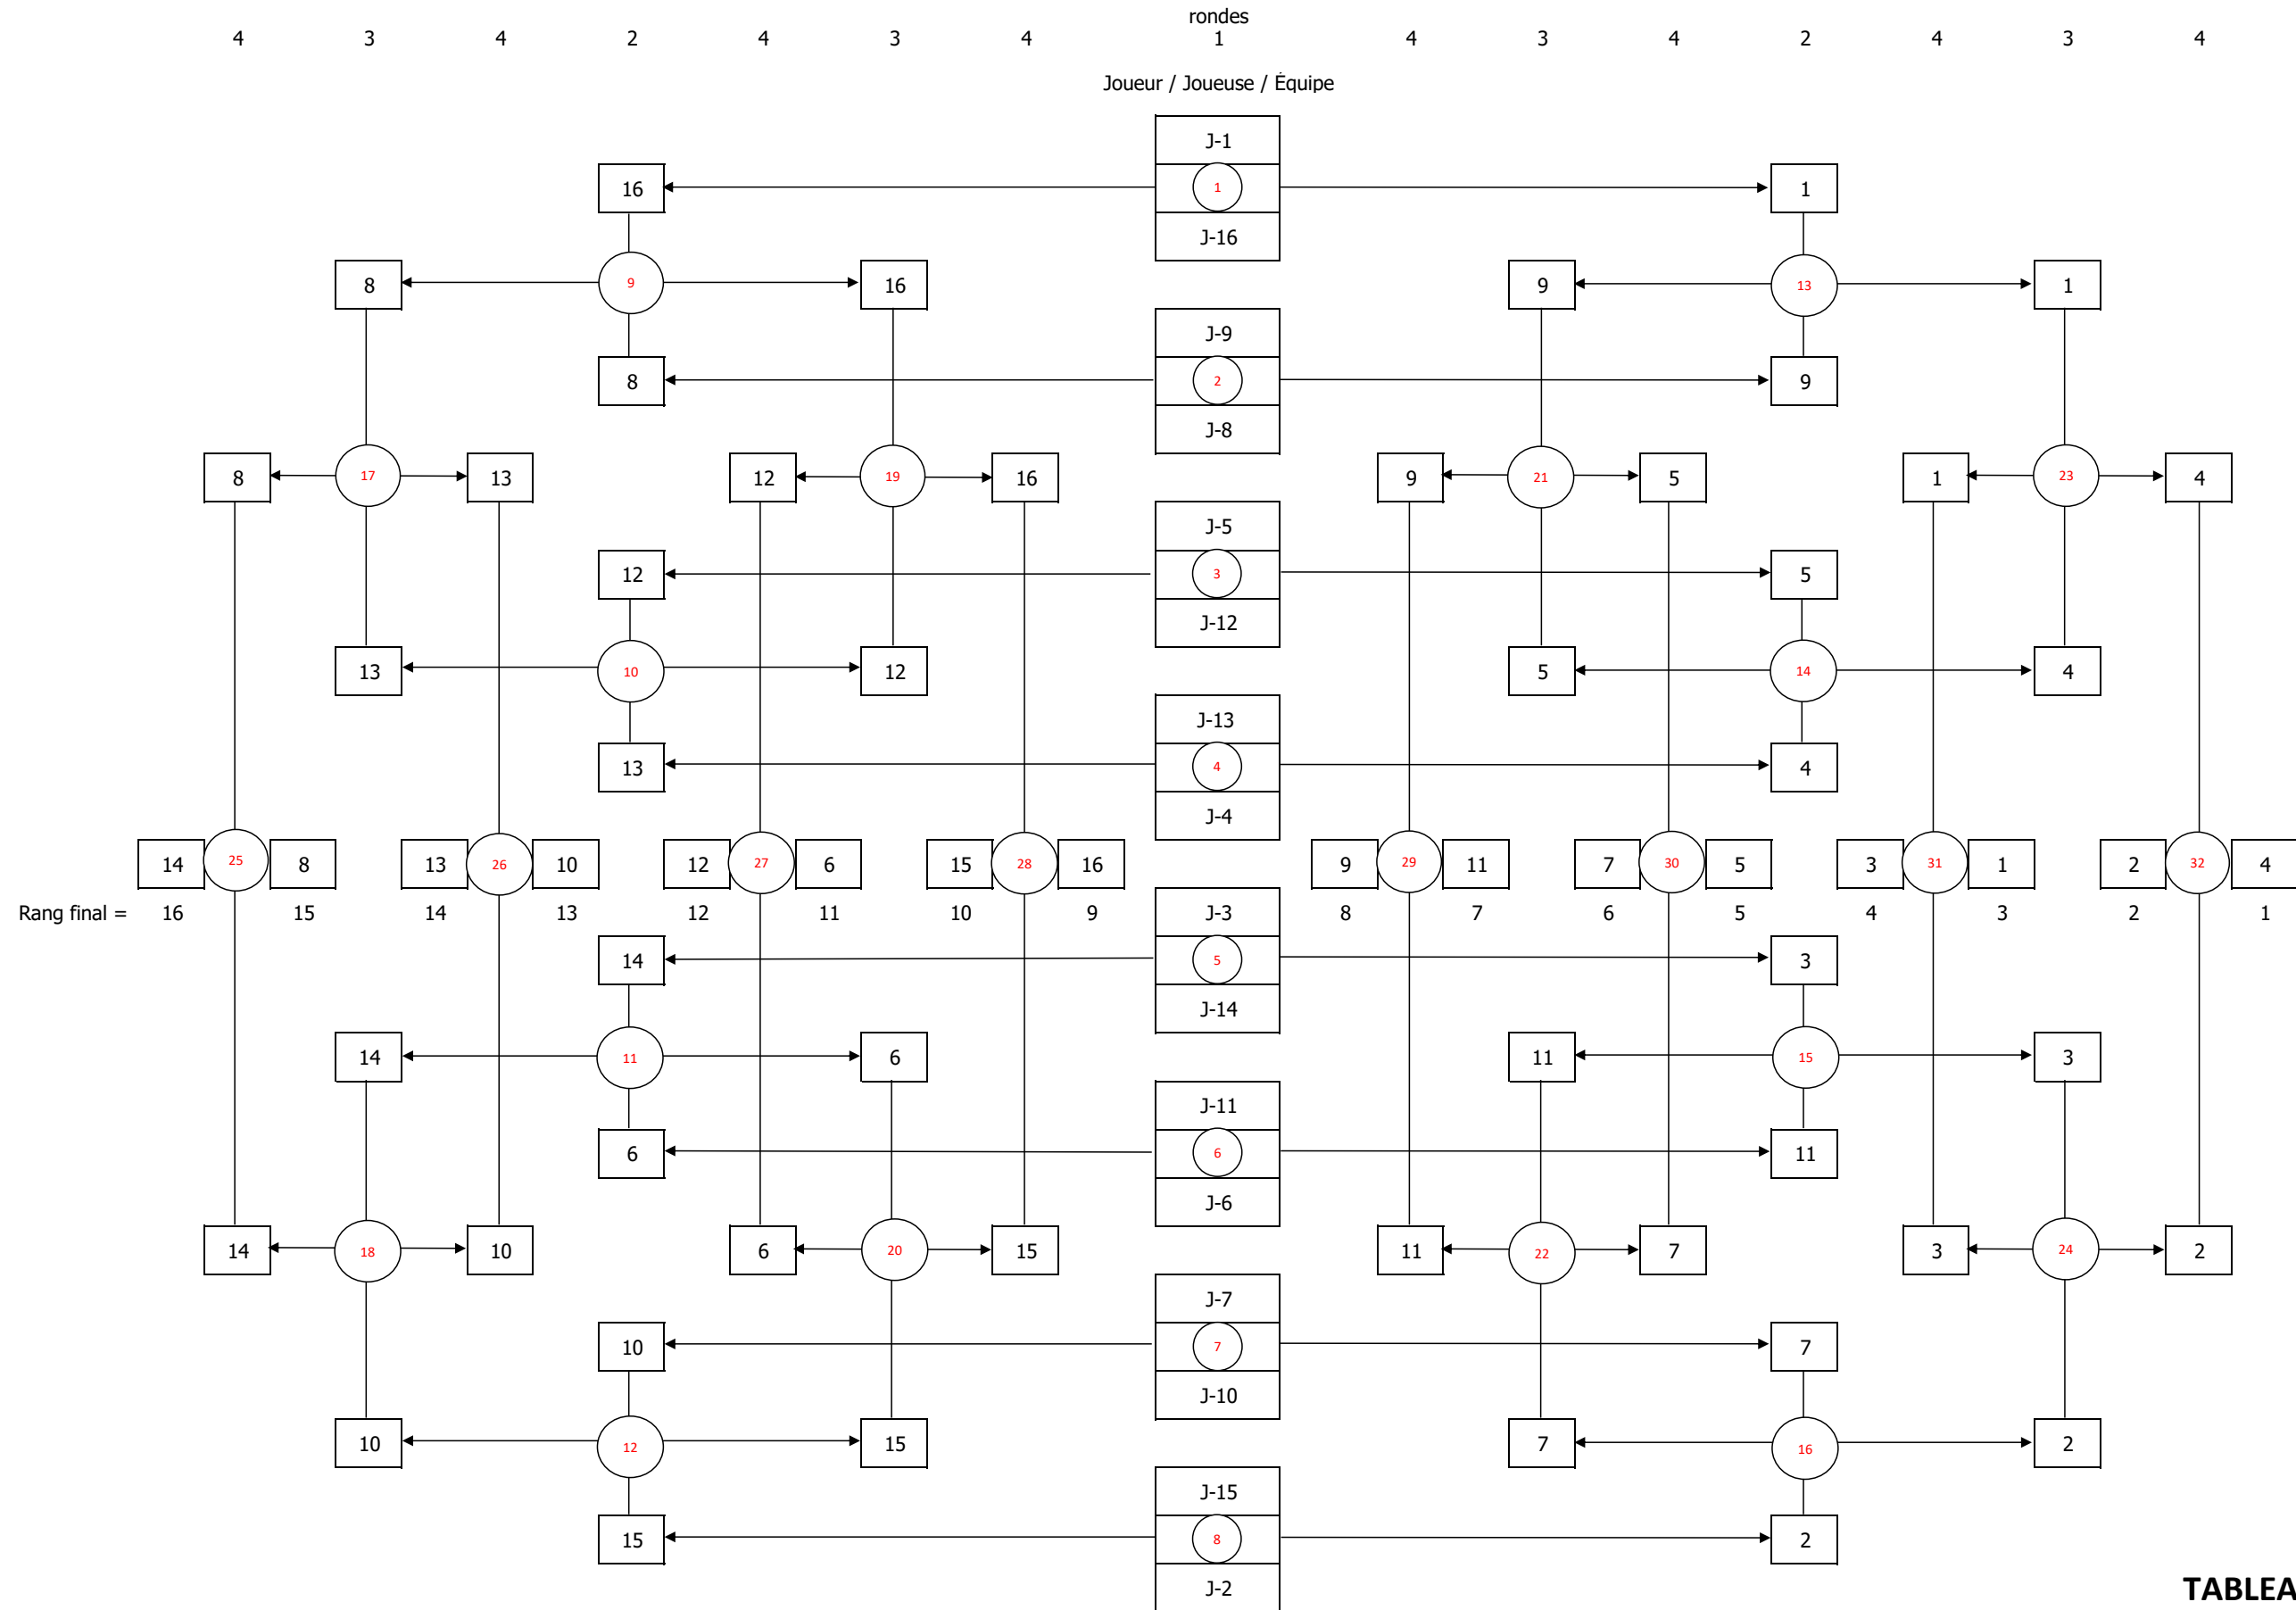 rondes
4 3 4 2 4 3 4 1 4 3 4 2 4 3 4
Joueur / Joueuse / Équipe
J-1
16 1 1
J-16
8 9 16 9 13 1
J-9
8 2 9
J-8
8 17 13 12 19 16 9 21 5 1 23 4
J-5
12 3 5
J-12
13 10 12 5 14 4
J-13
13 4 4
J-4
14 25 8 13 26 10 12 27 6 15 28 16 9 29 11 7 30 5 3 31 1 2 32 4
Rang final = 16 15 14 13 12 11 10 9 J-3 8 7 6 5 4 3 2 1
14 5 3
J-14
14 11 6 11 15 3
J-11
6 6 11
J-6
14 18 10 6 20 15 11 22 7 3 24 2
J-7
10 7 7
J-10
10 12 15 7 16 2
J-15
15 8 2
J-2
TABLEA